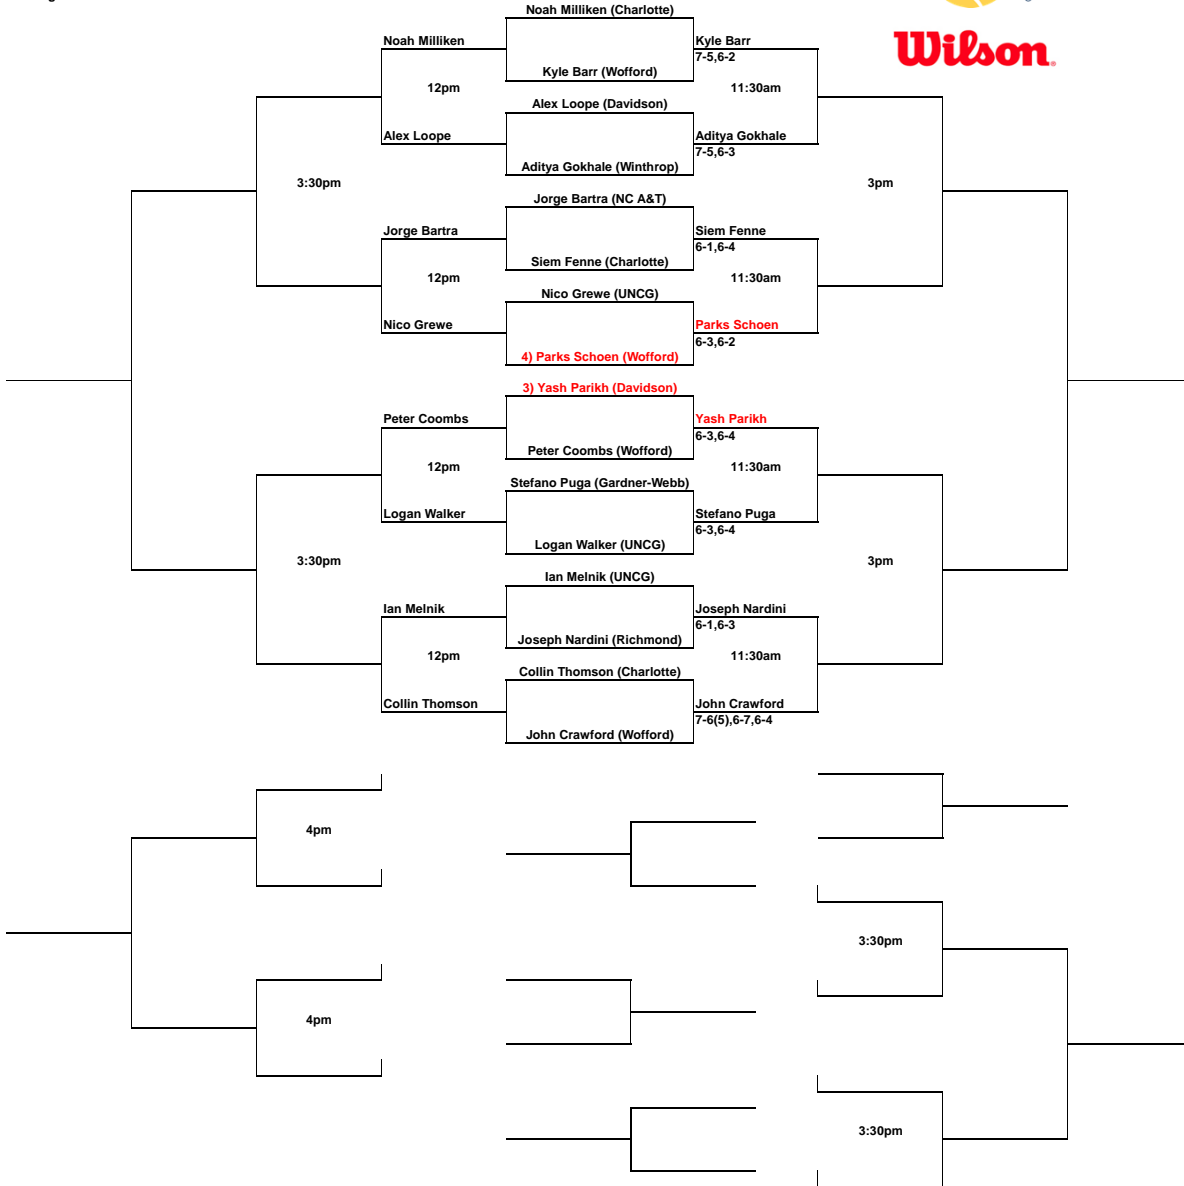 Noah Milliken (Charlotte)
Noah Milliken
Kyle Barr
Wilson
7-5,6-2
Kyle Barr (Wofford)
12pm
11:30am
Alex Loope (Davidson)
Alex Loope
Aditya Gokhale
7-5,6-3
Aditya Gokhale (Winthrop)
3:30pm
3pm
Jorge Bartra (NC A&T)
Jorge Bartra
Siem Fenne
6-1,6-4
Siem Fenne (Charlotte)
12pm
11:30am
Nico Grewe (UNCG)
Nico Grewe
Parks Schoen
6-3,6-2
4) Parks Schoen (Wofford)
3) Yash Parikh (Davidson)
Peter Coombs
Yash Parikh
6-3,6-4
Peter Coombs (Wofford)
12pm
11:30am
Stefano Puga (Gardner-Webb)
Logan Walker
Stefano Puga
6-3,6-4
Logan Walker (UNCG)
3:30pm
3pm
Ian Melnik (UNCG)
Ian Melnik
Joseph Nardini
6-1,6-3
Joseph Nardini (Richmond)
12pm
11:30am
Collin Thomson (Charlotte)
Collin Thomson
John Crawford
7-6(5),6-7,6-4
John Crawford (Wofford)
4pm
3:30pm
4pm
3:30pm